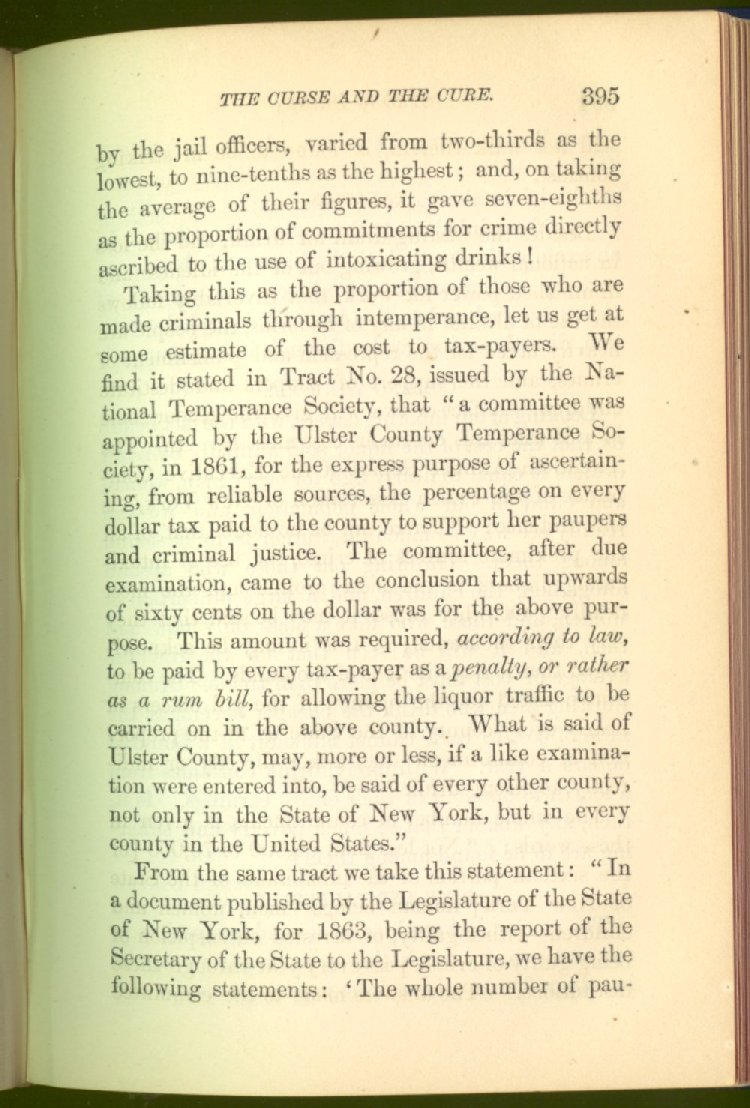 THE CURSE AND THE CURE. 395
by the jail officers, varied from two-thirds as the
lowest, to nine-tenths as the highest; and, on taking
the average of their figures, it gave seven-eighths
as the proportion of commitments for crime directly
ascribed to the use of intoxicating drinks!
Taking this as the proportion of those who are
made criminals through intemperance, let us get at
some estimate of the cost to tax-payers. We
find it stated in Tract No. 28, issued by the Na-
tional Temperance Society, that "a committee was
appointed by the Ulster County Temperance So-
ciety, in 1861, for the express purpose of ascertain-
ing, from reliable sources, the percentage on every
dollar tax paid to the county to support her paupers
and criminal justice. The committee, after due
examination, came to the conclusion that upwards
of sixty cents on the dollar was for the above pur-
pose. This amount was required, according to law,
to be paid by every tax-payer as a penalty, or rather
as a rum bill, for allowing the liquor traffic to be
carried on in the above county. What is said of
Ulster County, may, more or less, if a like examina-
tion were entered into, be said of every other county,
not only in the State of New York, but in every
county in the United States."
From the same tract we take this statement: "In
a document published by the Legislature of the State
of New York, for 1863, being the report of the
Secretary of the State to the Legislature, we have the
following statements: 'The whole number of pau-